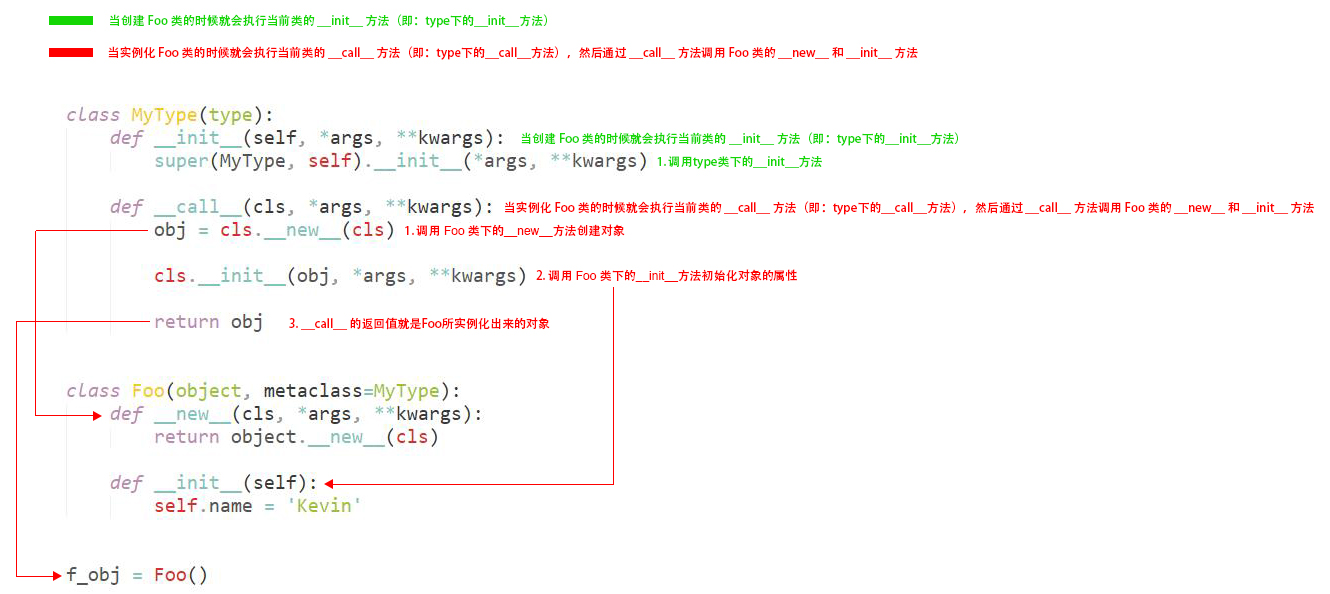 当创建 Foo 类的时候就会执行当前类的 __init__ 方法（即：type下的__init__方法）
当实例化 Foo 类的时候就会执行当前类的 __call__ 方法（即：type下的__call__方法），然后通过 __call__ 方法调用 Foo 类的 __new__ 和 __init__ 方法
class MyType(type):
def __init__(self, *args, **kwargs): 当创建 Foo 类的时候就会执行当前类的 __init__ 方法（即：type下的__init__方法）
super(MyType, self).__init__(*args, **kwargs) 1.调用type类下的__init__方法
def __call__(cls, *args, **kwargs): 当实例化 Foo 类的时候就会执行当前类的 __call__ 方法（即：type下的__call__方法），然后通过 __call__ 方法调用 Foo 类的 __new__ 和 __init__ 方法
obj = cls.__new__(cls) 1.调用 Foo 类下的__new__方法创建对象
cls.__init__(obj, *args, **kwargs) 2. 调用 Foo 类下的__init__方法初始化对象的属性
return obj 3. __call__ 的返回值就是Foo所实例化出来的对象
class Foo(object, metaclass=MyType):
def __new__(cls, *args, **kwargs):
return object.__new__(cls)
def __init__(self):
self.name = 'Kevin'
f_obj = Foo()